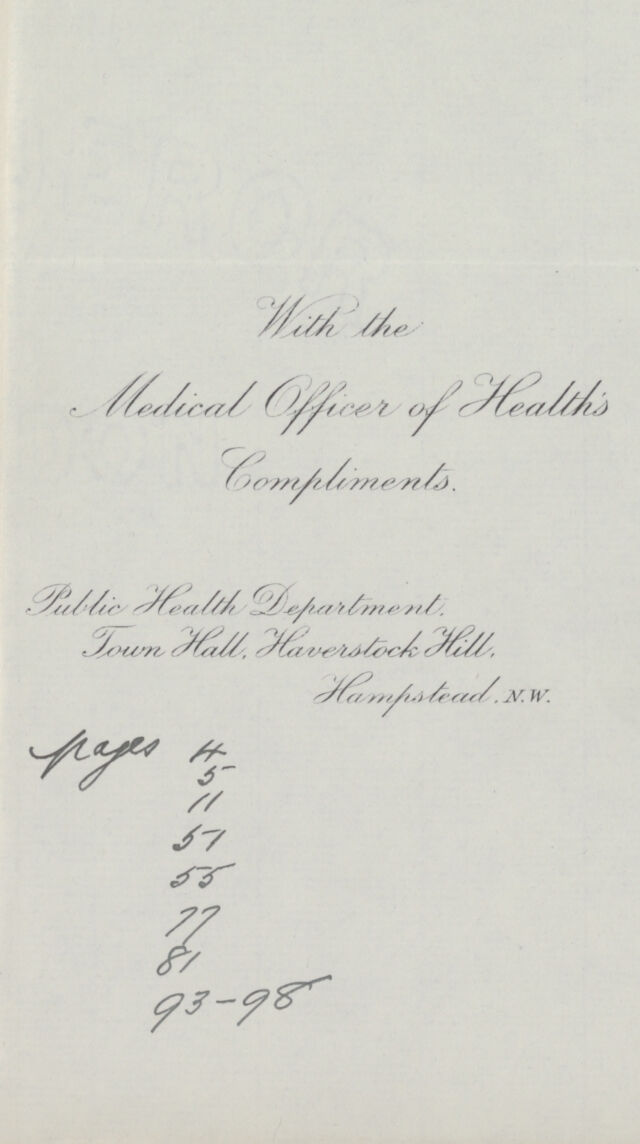 With the
Medical Officer of Health's
Compliments.
Public Health Department.
Town Hall, Haverstock Hill,
Hampstead. N.W.
pages 4
5
11
51
55
77
81
93-98